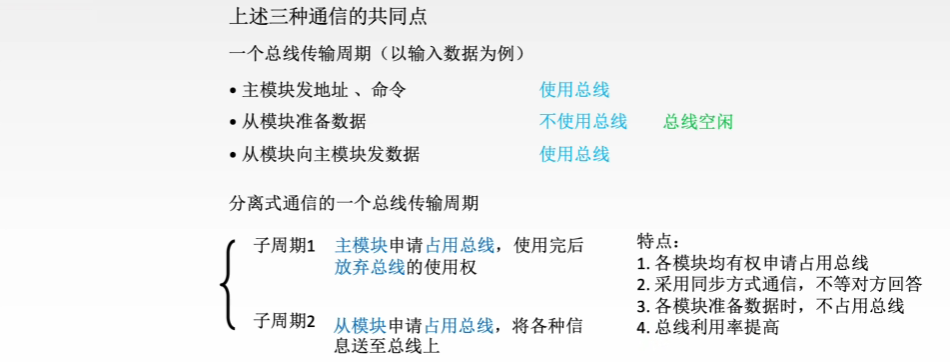 上述三种通信的共同点
一个总线传输周期（以输入数据为例）
• 主模块发地址 、命令 使用总线
• 从模块准备数据 不使用总线 总线空闲
• 从模块向主模块发数据 使用总线
分离式通信的一个总线传输周期
子周期1 主模块申请占用总线，使用完后
放弃总线的使用权
子周期2 从模块申请占用总线，将各种信
息送至总线上
特点：
1. 各模块均有权申请占用总线
2. 采用同步方式通信，不等对方回答
3. 各模块准备数据时，不占用总线
4. 总线利用率提高